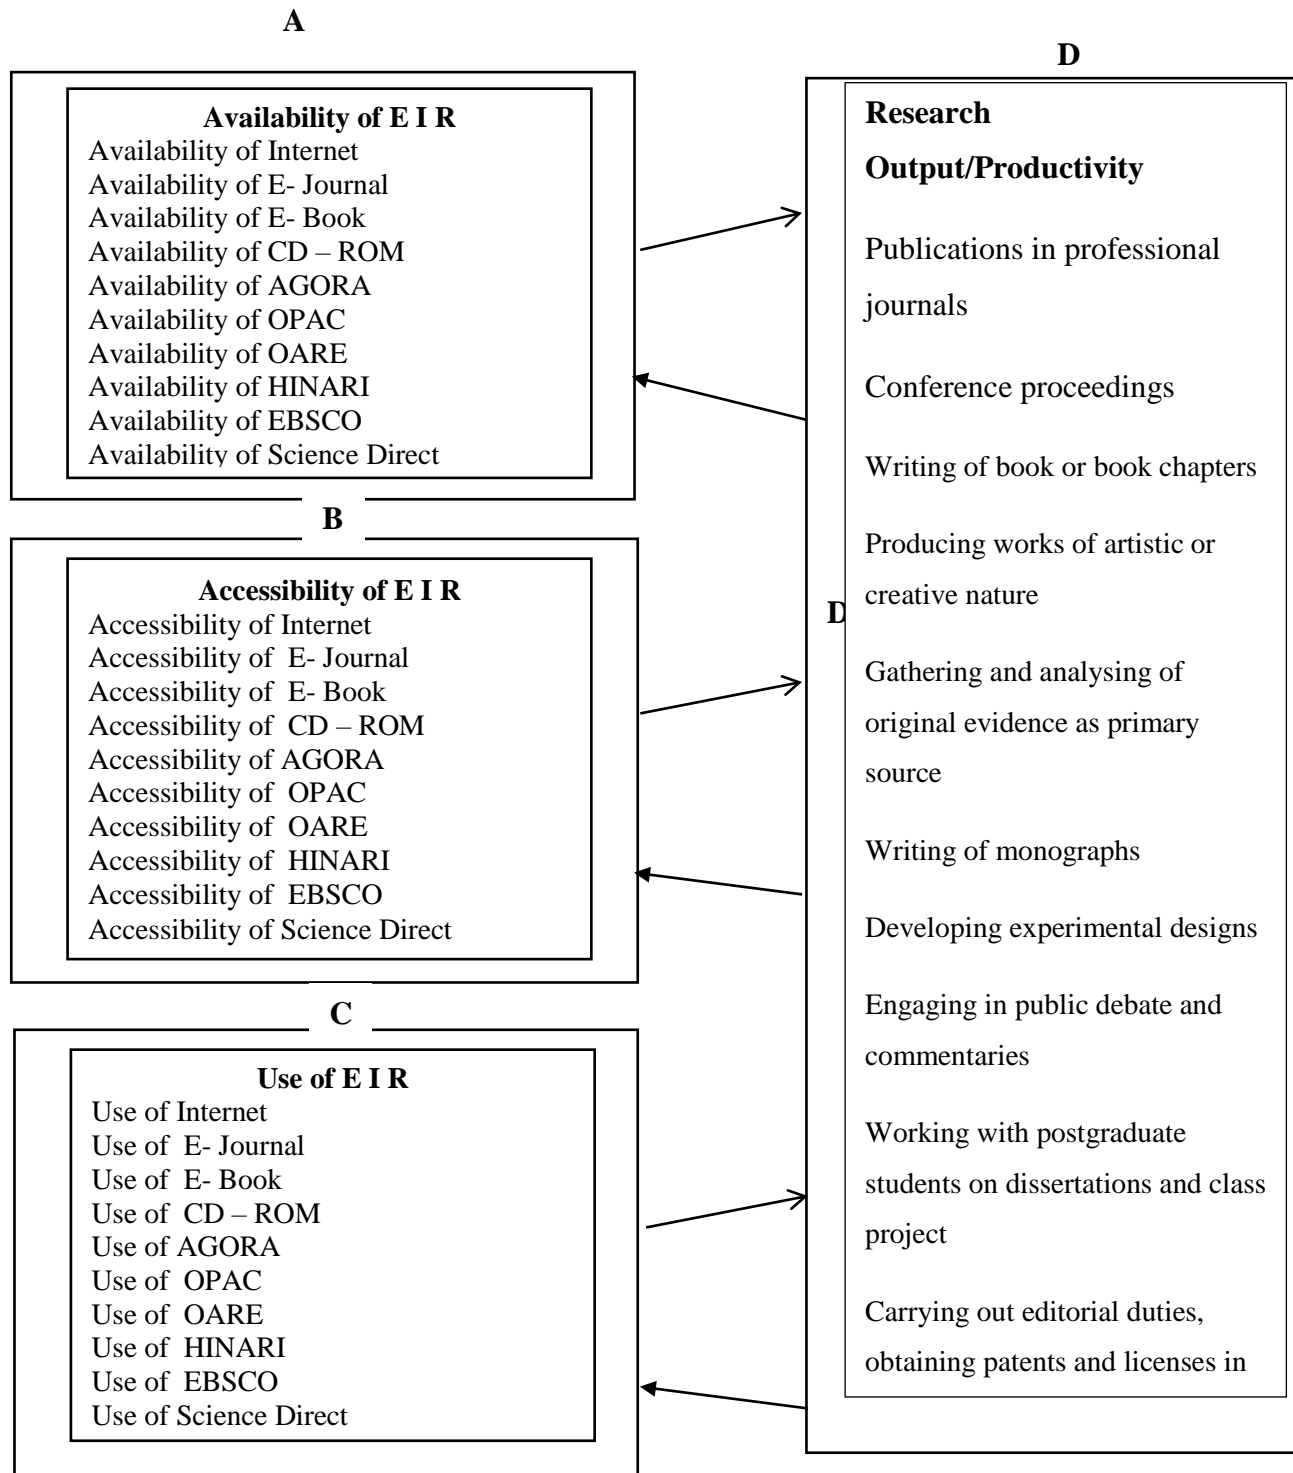 A
Availability of E I R
Availability of Internet
Availability of E- Journal
Availability of E- Book
Availability of CD – ROM
Availability of AGORA
Availability of OPAC
Availability of OARE
Availability of HINARI
Availability of EBSCO
Availability of Science Direct
B
Accessibility of E I R
Accessibility of Internet
Accessibility of E- Journal
Accessibility of E- Book
Accessibility of CD – ROM
Accessibility of AGORA
Accessibility of OPAC
Accessibility of OARE
Accessibility of HINARI
Accessibility of EBSCO
Accessibility of Science Direct
C
Use of E I R
Use of Internet
Use of E- Journal
Use of E- Book
Use of CD – ROM
Use of AGORA
Use of OPAC
Use of OARE
Use of HINARI
Use of EBSCO
Use of Science Direct
D
D
Research
Output/Productivity
Publications in professional
journals
Conference proceedings
Writing of book or book chapters
Producing works of artistic or
creative nature
Gathering and analysing of
original evidence as primary
source
Writing of monographs
Developing experimental designs
Engaging in public debate and
commentaries
Working with postgraduate
students on dissertations and class
project
Carrying out editorial duties,
obtaining patents and licenses in